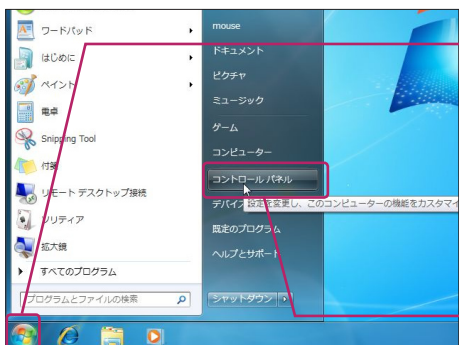 ワードパッド
はじめに
ペイント
電卓
Snipping Tool
付箋
リモート デスクトップ接続
ソリティア
拡大鏡
すべてのプログラム
プログラムとファイルの検索
mouse
ドキュメント
ピクチャ
ミュージック
ゲーム
コンピューター
コントロール パネル
デバイス
設定を変更し、このコンピューターの機能をカスタマイ
既定のプログラム
ヘルプとサポート
シャットダウン